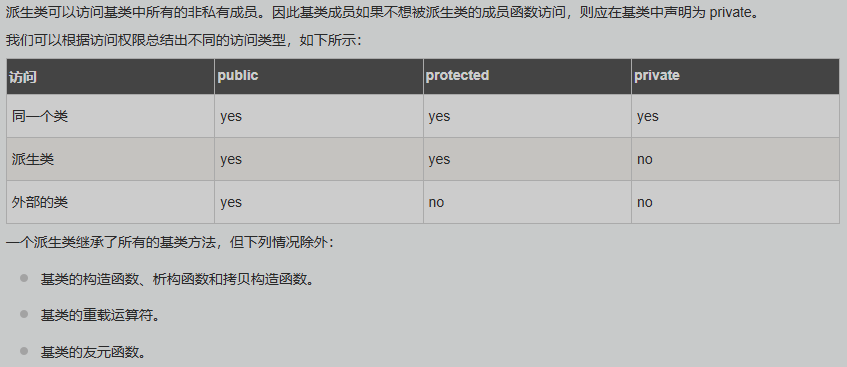 派生类可以访问基类中所有的非私有成员。因此基类成员如果不想被派生类的成员函数访问，则应在基类中声明为 private。
我们可以根据访问权限总结出不同的访问类型，如下所示：
访问 public protected private
同一个类 yes yes yes
派生类 yes yes no
外部的类 yes no no
一个派生类继承了所有的基类方法，但下列情况除外：
基类的构造函数、析构函数和拷贝构造函数。
基类的重载运算符。
基类的友元函数。